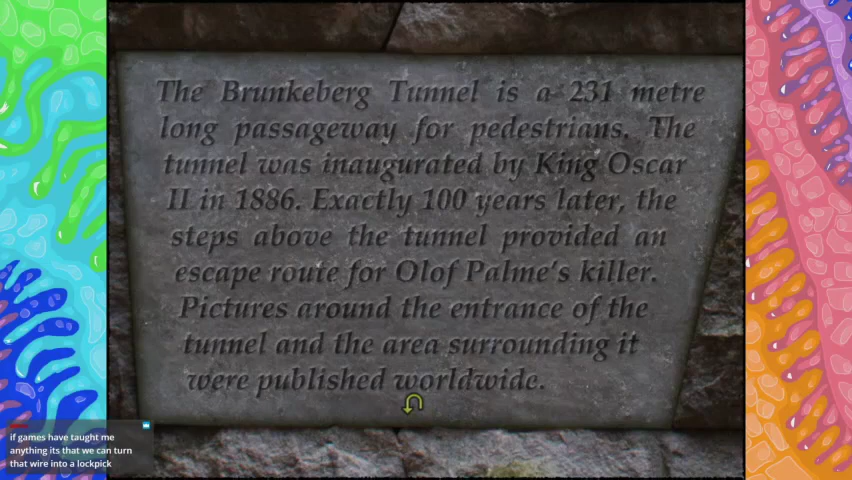 The Brunkeberg Tunnel is a 231 metre
long passageway for pedestrians. The
tunnel was inaugurated by King Oscar
II in 1886. Exactly 100 years later, the
steps above the tunnel provided an
escape route for Olof Palme's killer.
Pictures around the entrance of the
tunnel and the area surrounding it
were published worldwide.
if games have taught me
anything its that we can turn
that wire into a lockpick